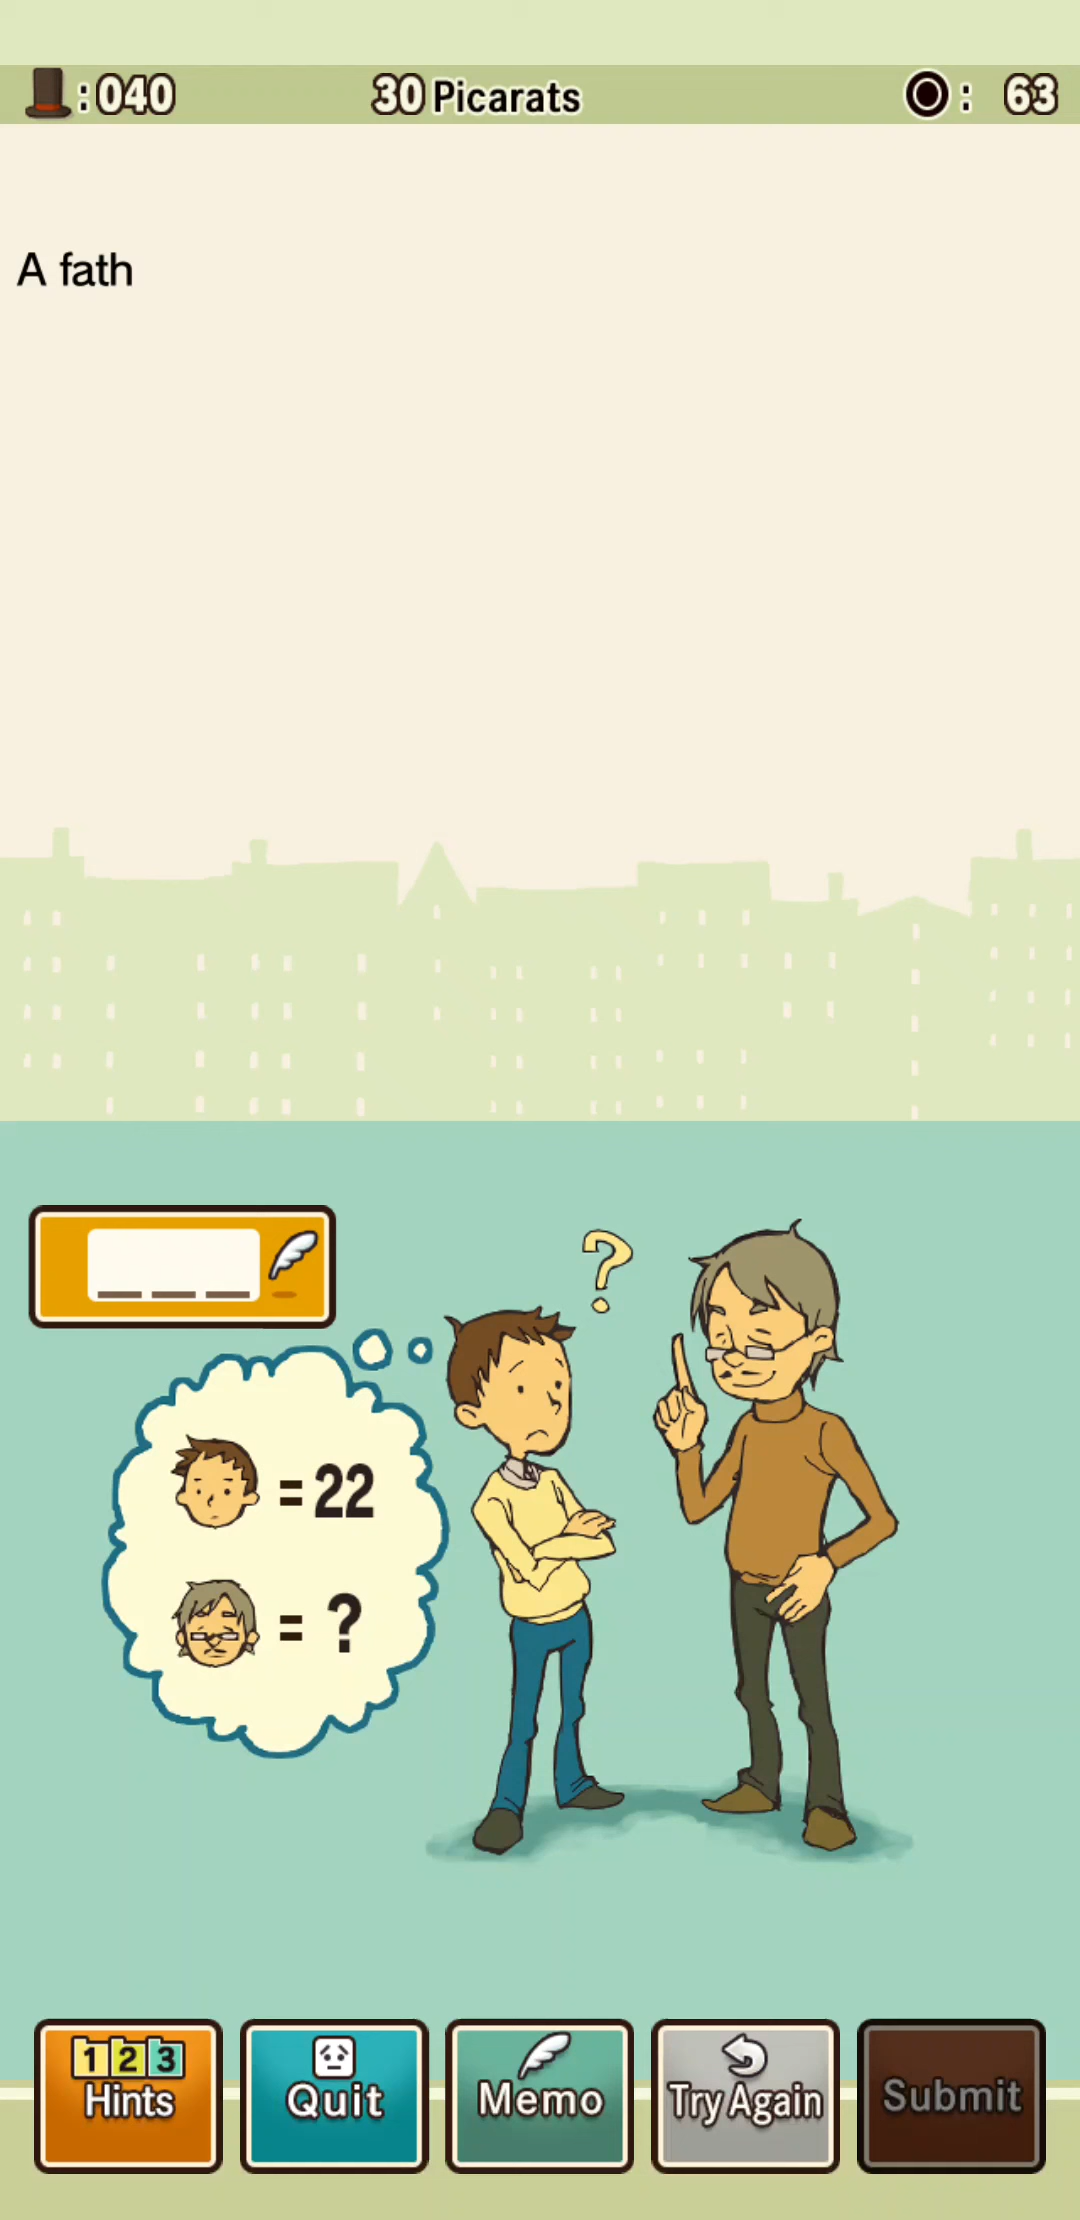 :040 30 Picarats : 63
A fath
?
= 22
= ?
1 2 3
Hints
Quit
Memo
Try Again
Submit